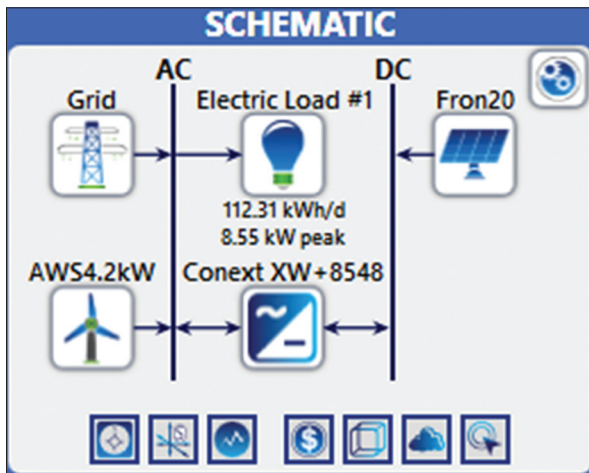 SCHEMATIC
AC DC
Grid Electric Load #1 Fron20
112.31 kWh/d
8.55 kW peak
AWS4.2kW Conext XW+8548